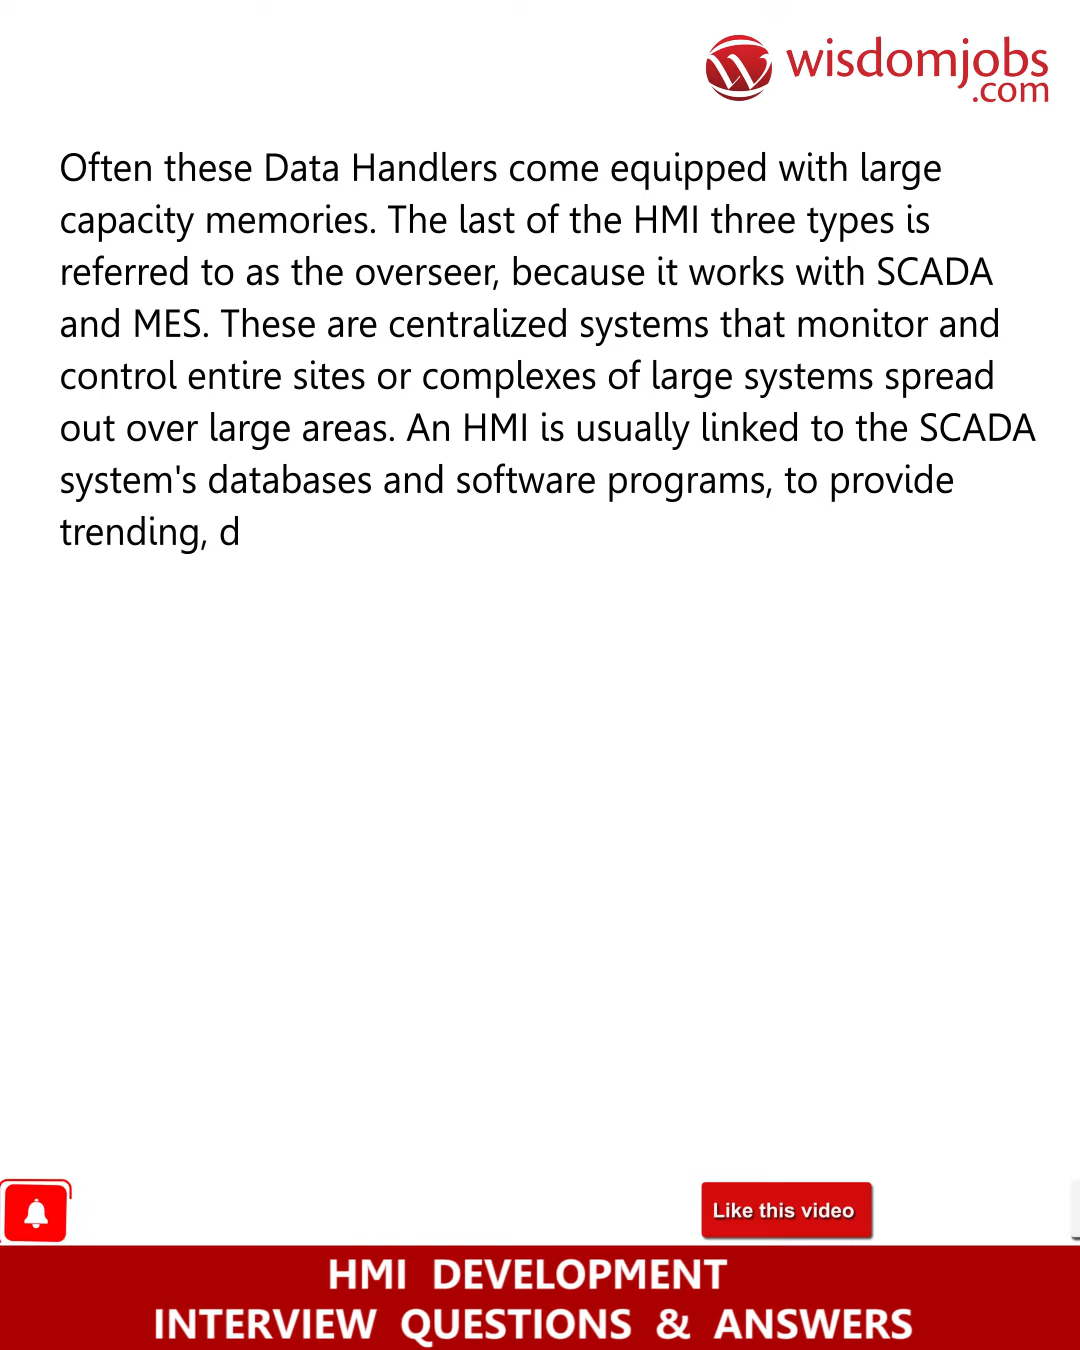 wisdomjobs
.com
Often these Data Handlers come equipped with large
capacity memories. The last of the HMI three types is
referred to as the overseer, because it works with SCADA
and MES. These are centralized systems that monitor and
control entire sites or complexes of large systems spread
out over large areas. An HMI is usually linked to the SCADA
system's databases and software programs, to provide
trending, d
Like this video
HMI DEVELOPMENT
INTERVIEW QUESTIONS & ANSWERS